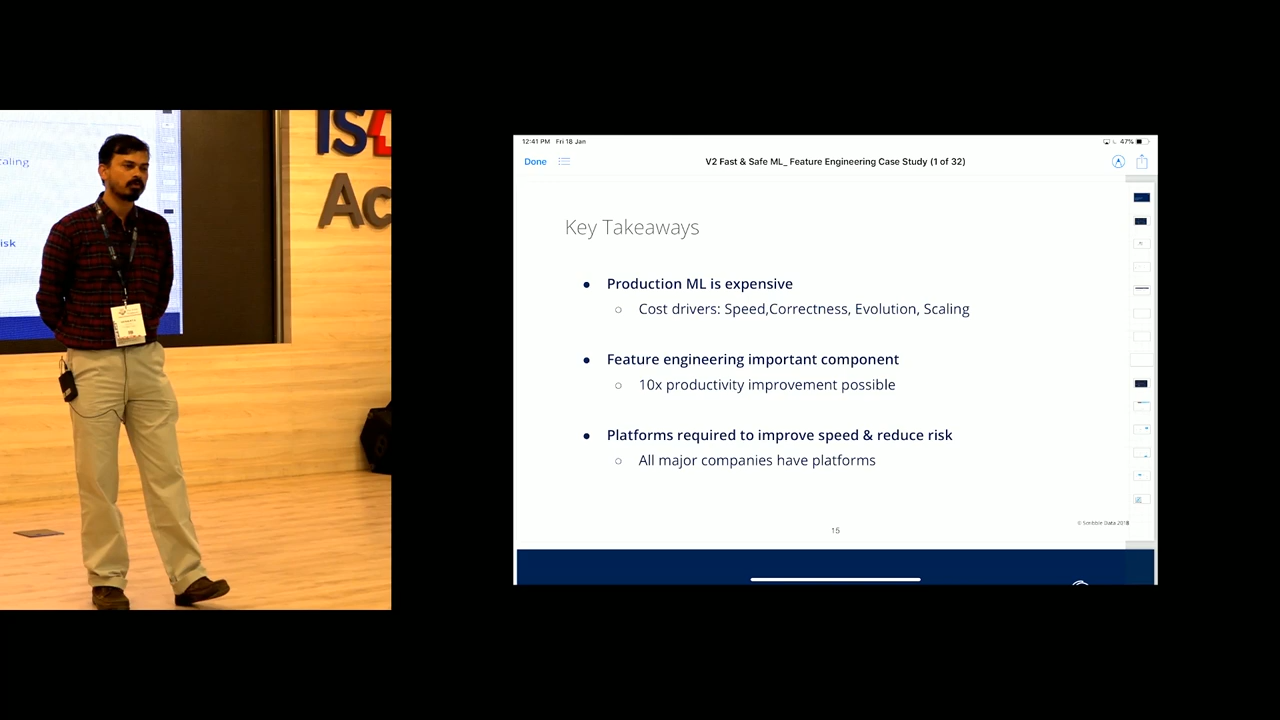 caling
isk
IS
Ac
12:41 PM Fri 18 Jan
47%
Done
V2 Fast & Safe ML_ Feature Engineering Case Study (1 of 32)
Key Takeaways
● Production ML is expensive
○ Cost drivers: Speed,Correctness, Evolution, Scaling
● Feature engineering important component
○ 10x productivity improvement possible
● Platforms required to improve speed & reduce risk
○ All major companies have platforms
© Scribble Data 2018
15